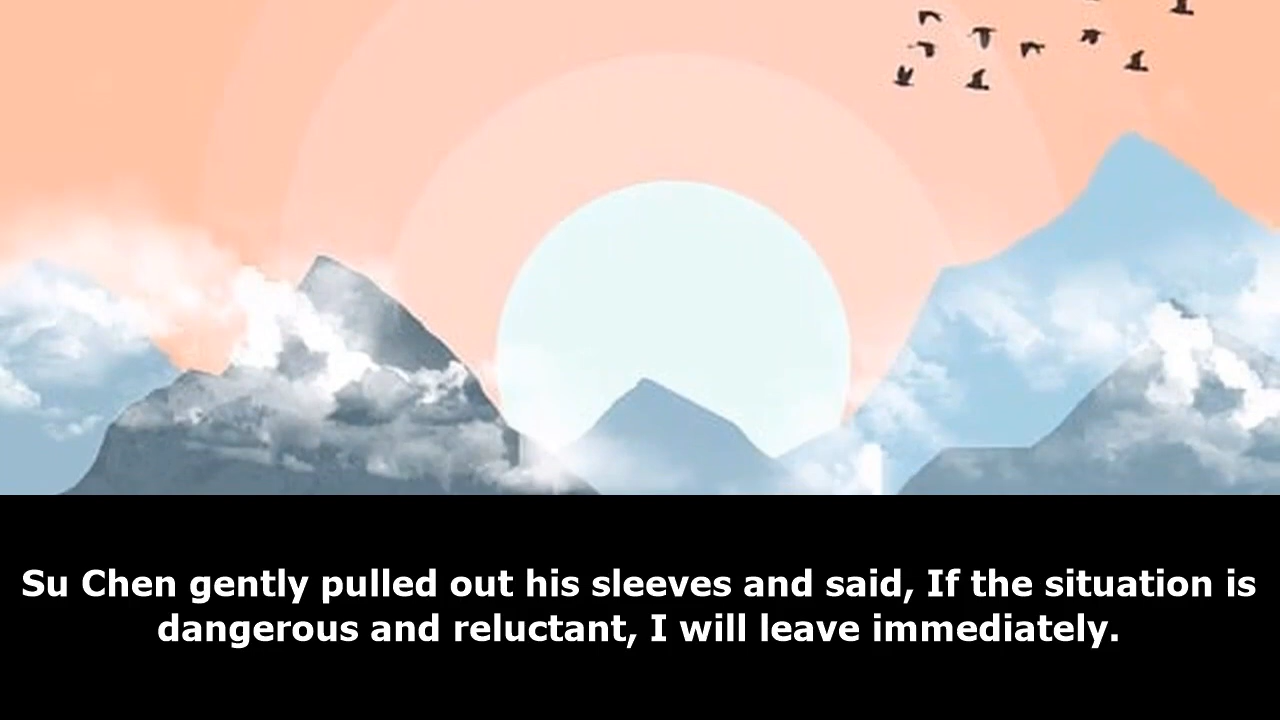 Su Chen gently pulled out his sleeves and said, If the situation is
dangerous and reluctant, I will leave immediately.